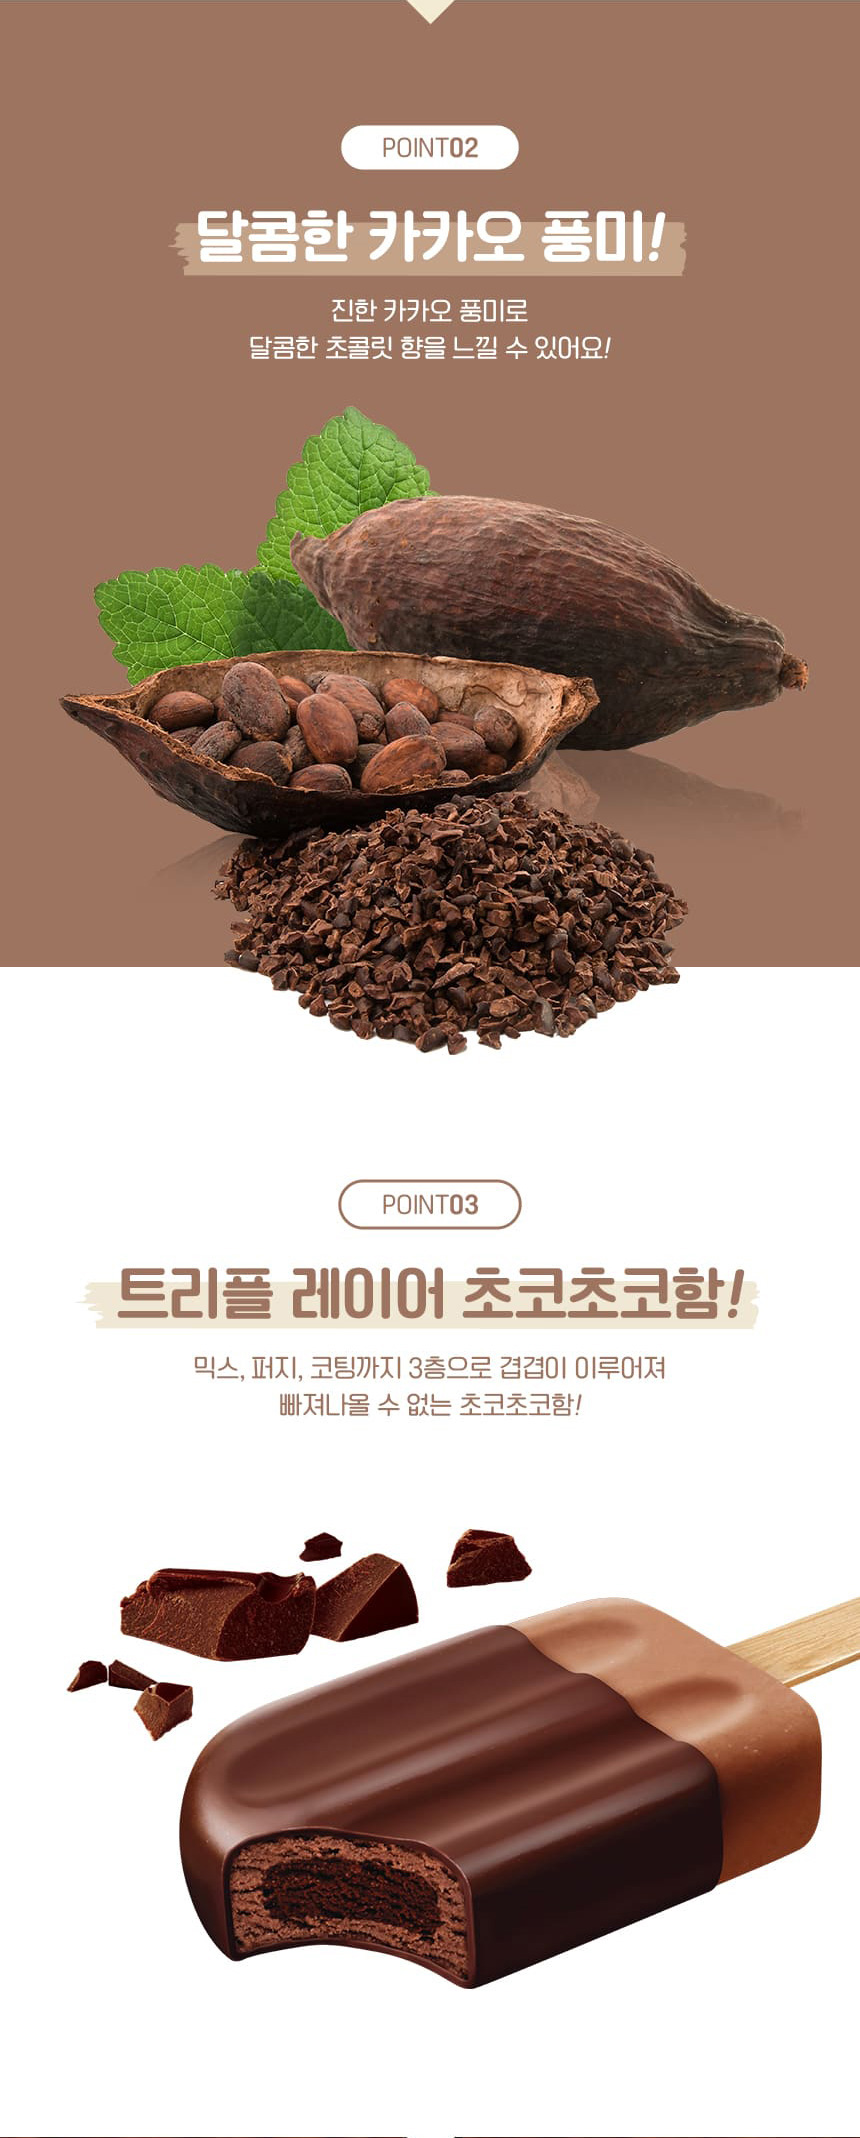 POINT02
달콤한 카카오 풍미!
진한 카카오 풍미로
달콤한 초콜릿 향을 느낄 수 있어요!
POINT03
트리플 레이어 초코초코함!
믹스, 퍼지, 코팅까지 3층으로 겹겹이 이루어져
빠져나올 수 없는 초코초코함!